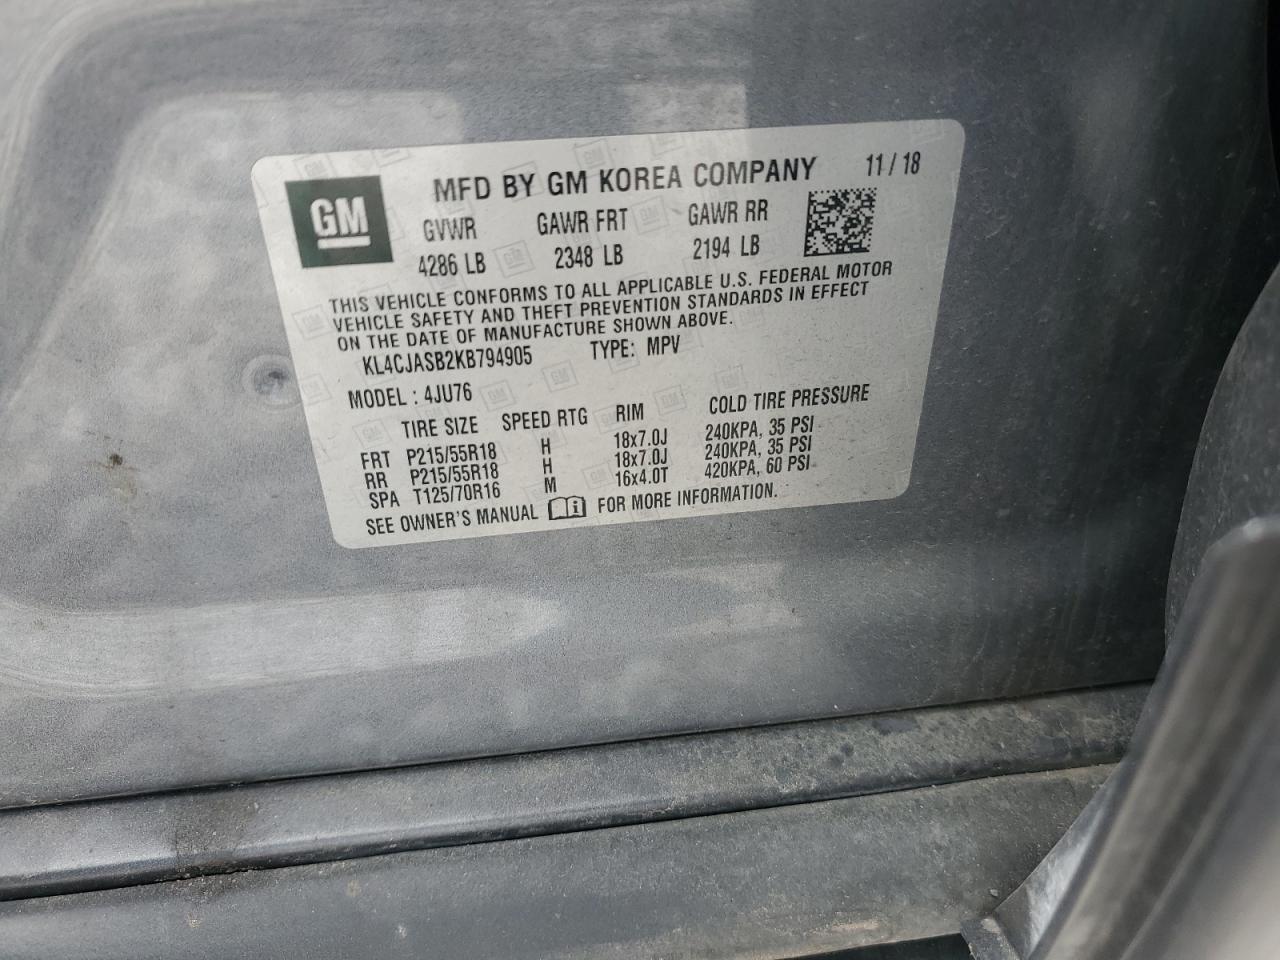 GM
MFD BY GM KOREA COMPANY 11/18
GVWR GAWR FRT GAWR RR
4286 LB 2348 LB 2194 LB
THIS VEHICLE CONFORMS TO ALL APPLICABLE U.S. FEDERAL MOTOR
VEHICLE SAFETY AND THEFT PREVENTION STANDARDS IN EFFECT
ON THE DATE OF MANUFACTURE SHOWN ABOVE.
KL4CJASB2KB794905 TYPE: MPV
MODEL : 4JU76
TIRE SIZE SPEED RTG RIM COLD TIRE PRESSURE
FRT P215/55R18 H 18x7.0J 240KPA, 35 PSI
RR P215/55R18 H 18x7.0J 240KPA, 35 PSI
SPA T125/70R16 M 16x4.0T 420KPA, 60 PSI
SEE OWNER'S MANUAL FOR MORE INFORMATION.